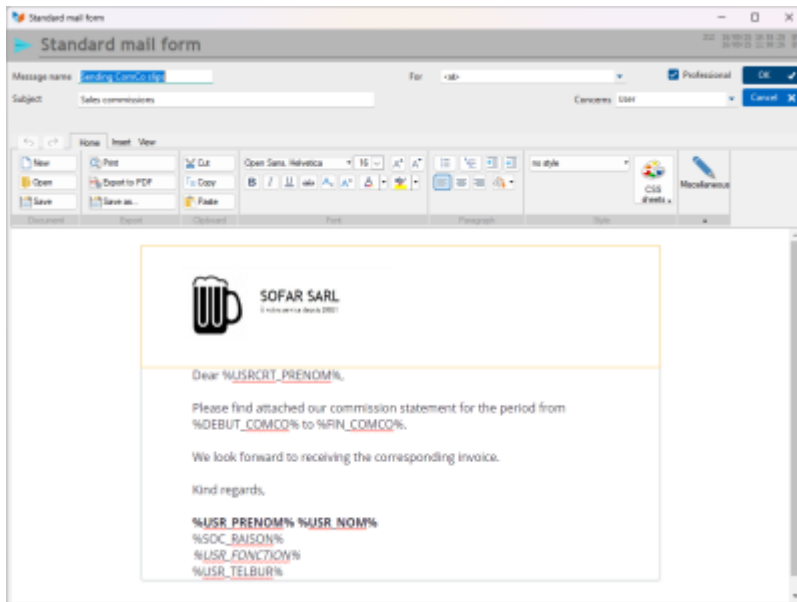 Standard mail form
Standard mail form
Message name Sending ComCo slips For <all> Professional OK
Subject Sales commissions Concerns User Cancel
Home Insert View
New Print Cut Open Sans, Helvetica 16 no style
Open Export to PDF Copy B I U ab CSS sheets Miscellaneous
Save Save as... Paste
Document Export Clipboard Font Paragraph Style
SOFAR SARL
Dear %USRCRT_PRENOM%,
Please find attached our commission statement for the period from
%DEBUT_COMCO% to %FIN_COMCO%.
We look forward to receiving the corresponding invoice.
Kind regards,
%USR_PRENOM% %USR_NOM%
%SOC_RAISON%
%USR_FONCTION%
%USR_TELBUR%